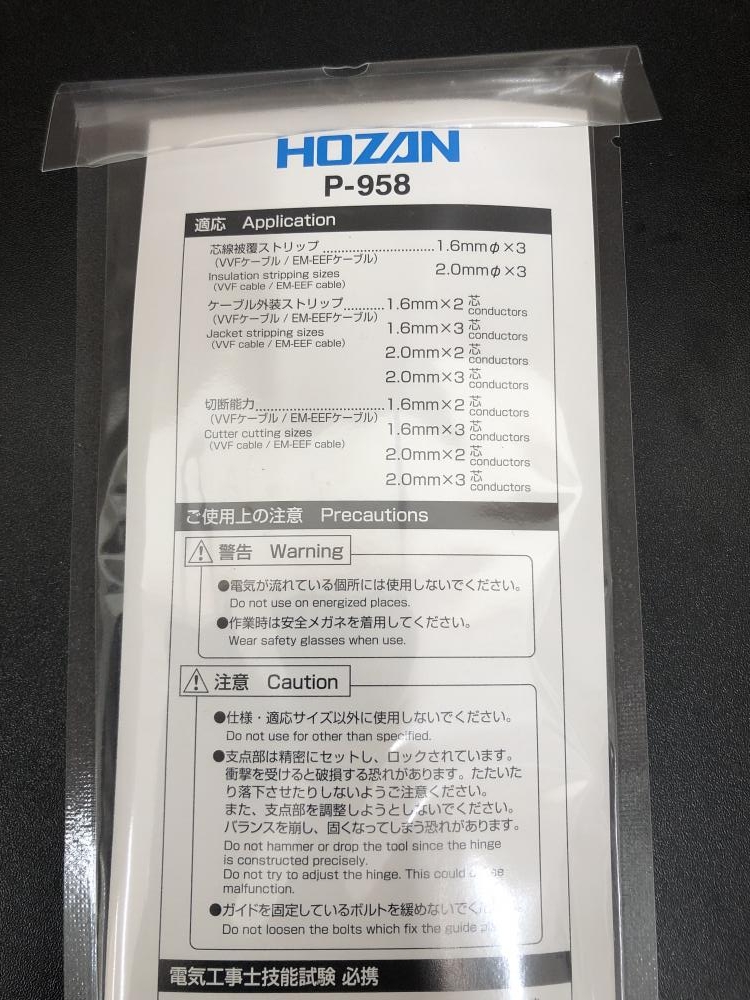 HOZAN
P-958
適応 Application
芯線被覆ストリップ..............................1.6mmφ×3
(VVFケーブル / EM-EEFケーブル)
Insulation stripping sizes 2.0mmφ×3
(VVF cable / EM-EEF cable)
ケーブル外装ストリップ...........1.6mm×2 芯 conductors
(VVFケーブル / EM-EEFケーブル)
Jacket stripping sizes 1.6mm×3 芯 conductors
(VVF cable / EM-EEF cable)
2.0mm×2 芯 conductors
2.0mm×3 芯 conductors
切断能力...................................1.6mm×2 芯 conductors
(VVFケーブル / EM-EEFケーブル)
Cutter cutting sizes 1.6mm×3 芯 conductors
(VVF cable / EM-EEF cable)
2.0mm×2 芯 conductors
2.0mm×3 芯 conductors
ご使用上の注意 Precautions
警告 Warning
●電気が流れている個所には使用しないでください。
Do not use on energized places.
●作業時は安全メガネを着用してください。
Wear safety glasses when use.
注意 Caution
●仕様・適応サイズ以外に使用しないでください。
Do not use for other than specified.
●支点部は精密にセットし、ロックされています。
衝撃を受けると破損する恐れがあります。たたいた
り落下させたりしないようご注意ください。
また、支点部を調整しようとしないでください。
バランスを崩し、固くなってしまう恐れがあります。
Do not hammer or drop the tool since the hinge
is constructed precisely.
Do not try to adjust the hinge. This could be
malfunction.
●ガイドを固定しているボルトを緩めないでく
Do not loosen the bolts which fix the guide
電気工事士技能試験 必携